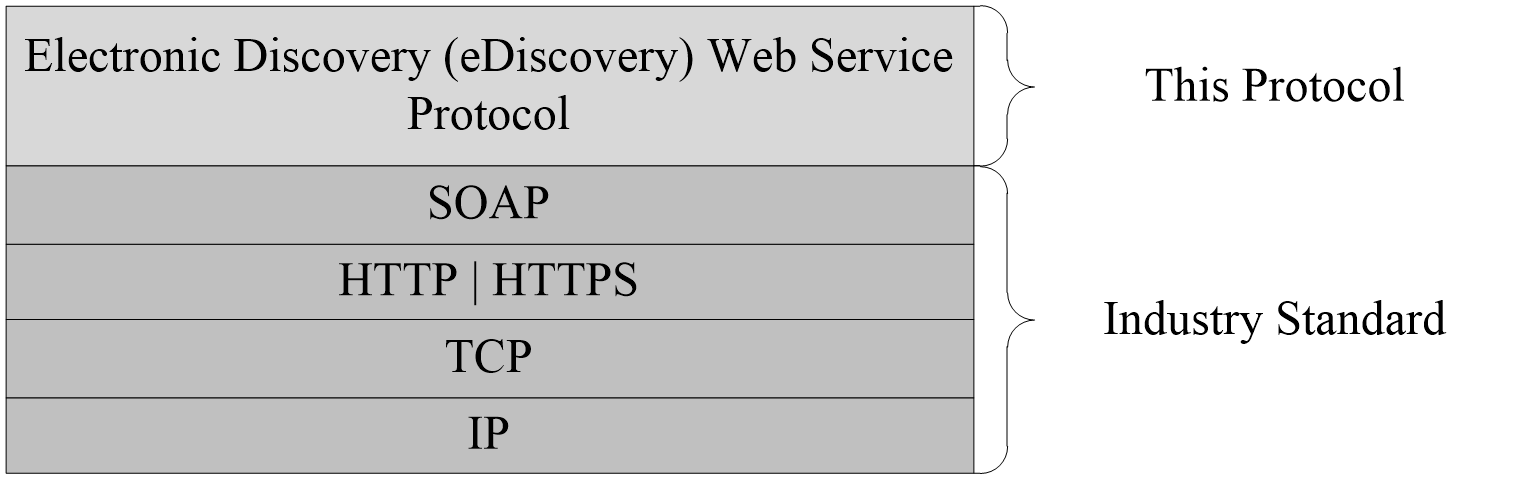 Electronic Discovery (eDiscovery) Web Service
Protocol
This Protocol
SOAP
HTTP | HTTPS
TCP
IP
Industry Standard